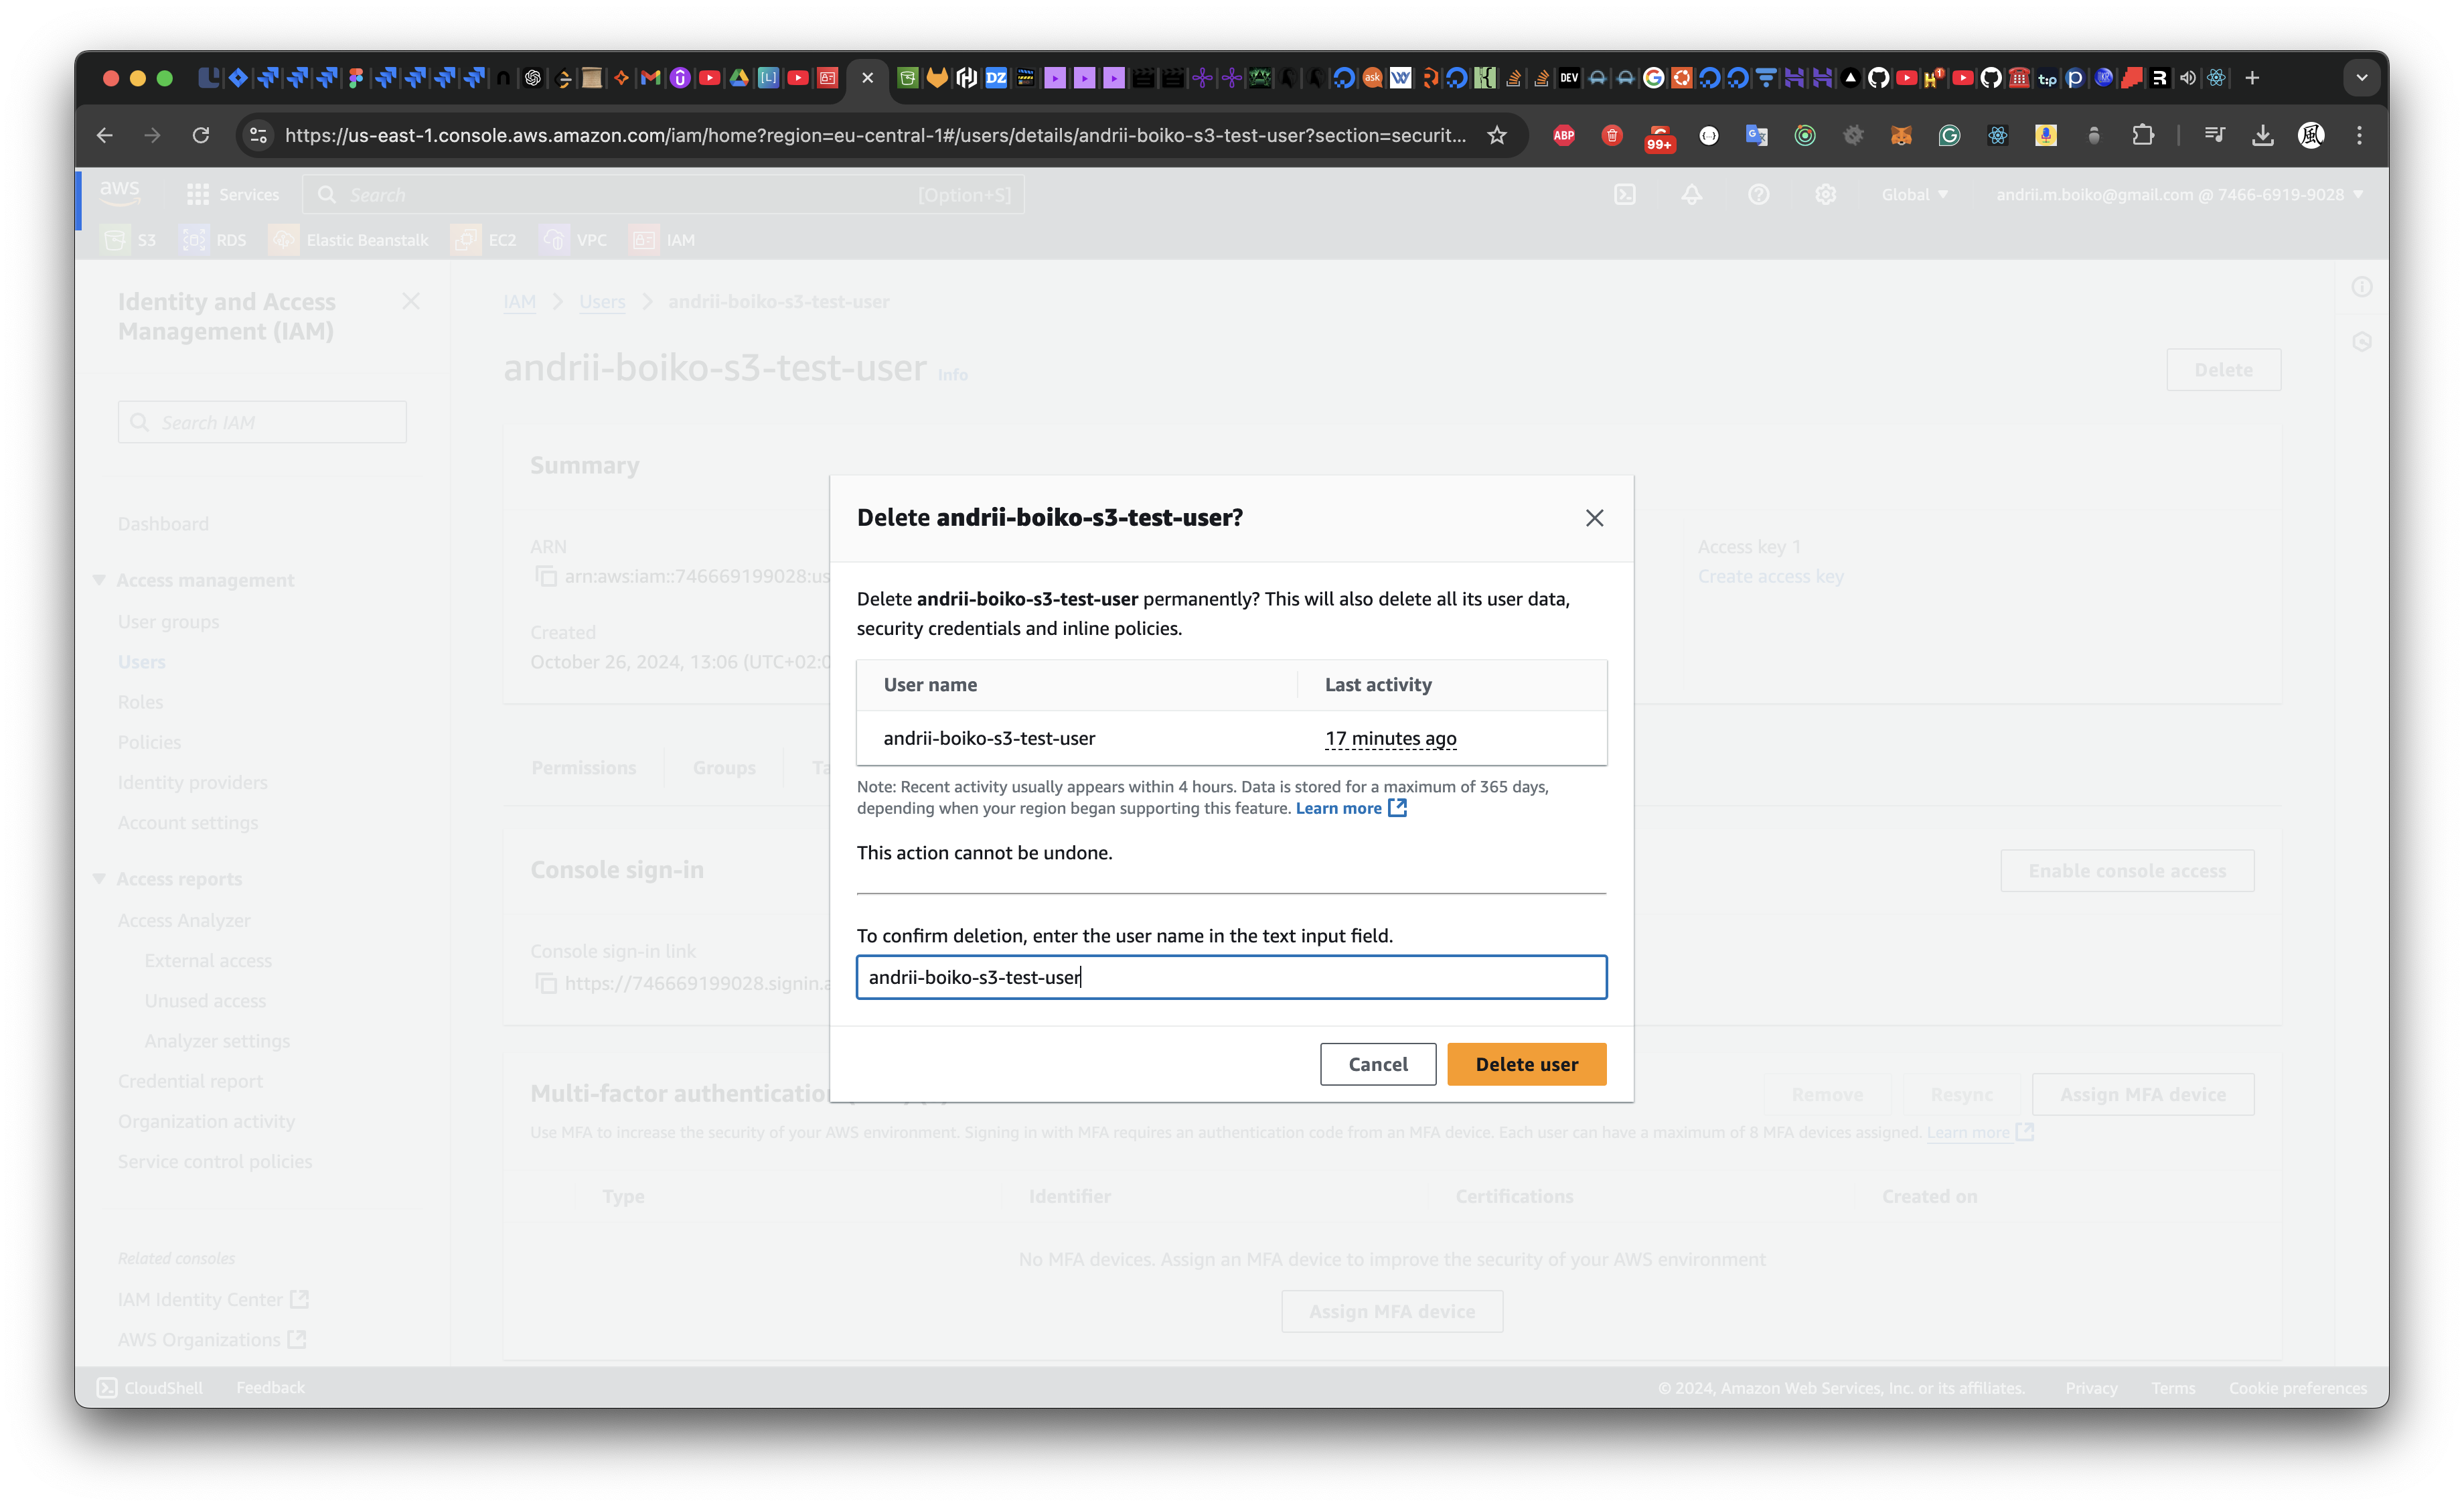 https://us-east-1.console.aws.amazon.com/iam/home?region=eu-central-1#/users/details/andrii-boiko-s3-test-user?section=securit...
99+
aws
Services
Search
[Option+S]
Global
andrii.m.boiko@gmail.com @ 7466-6919-9028
S3
RDS
Elastic Beanstalk
EC2
VPC
IAM
Identity and Access
Management (IAM)
Search IAM
Dashboard
Access management
User groups
Users
Roles
Policies
Identity providers
Account settings
Access reports
Access Analyzer
External access
Unused access
Analyzer settings
Credential report
Organization activity
Service control policies
Related consoles
IAM Identity Center
AWS Organizations
IAM > Users > andrii-boiko-s3-test-user
andrii-boiko-s3-test-user Info
Delete
Summary
ARN
arn:aws:iam::746669199028:us
Created
October 26, 2024, 13:06 (UTC+02:0
Access key 1
Create access key
Permissions
Groups
Ta
Console sign-in
Enable console access
Console sign-in link
https://746669199028.signin.a
Multi-factor authentication
Remove
Resync
Assign MFA device
Use MFA to increase the security of your AWS environment. Signing in with MFA requires an authentication code from an MFA device. Each user can have a maximum of 8 MFA devices assigned. Learn more
Type
Identifier
Certifications
Created on
No MFA devices. Assign an MFA device to improve the security of your AWS environment
Assign MFA device
Delete andrii-boiko-s3-test-user?
Delete andrii-boiko-s3-test-user permanently? This will also delete all its user data,
security credentials and inline policies.
User name
Last activity
andrii-boiko-s3-test-user
17 minutes ago
Note: Recent activity usually appears within 4 hours. Data is stored for a maximum of 365 days,
depending when your region began supporting this feature. Learn more
This action cannot be undone.
To confirm deletion, enter the user name in the text input field.
andrii-boiko-s3-test-user
Cancel
Delete user
CloudShell
Feedback
© 2024, Amazon Web Services, Inc. or its affiliates.
Privacy
Terms
Cookie preferences